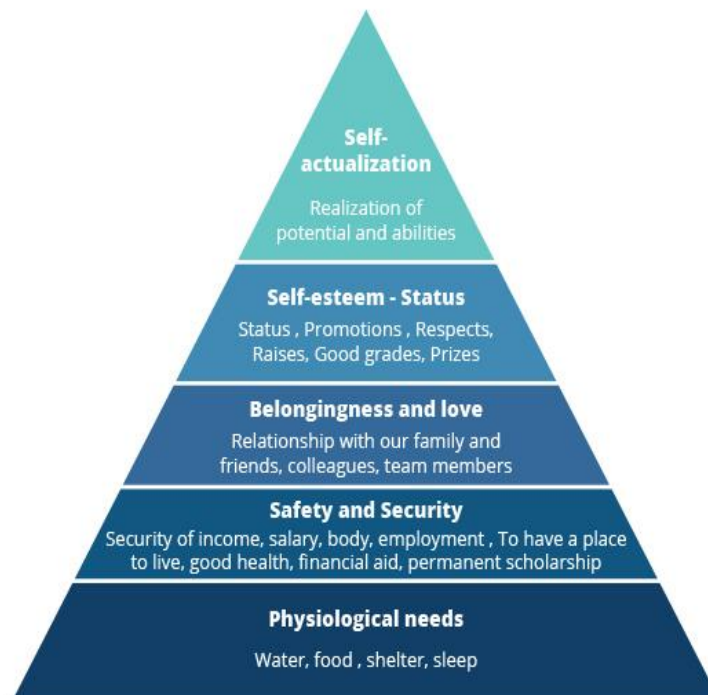 Self-
actualization
Realization of
potential and abilities
Self-esteem - Status
Status , Promotions , Respects,
Raises, Good grades, Prizes
Belongingness and love
Relationship with our family and
friends, colleagues, team members
Safety and Security
Security of income, salary, body, employment , To have a place
to live, good health, financial aid, permanent scholarship
Physiological needs
Water, food , shelter, sleep